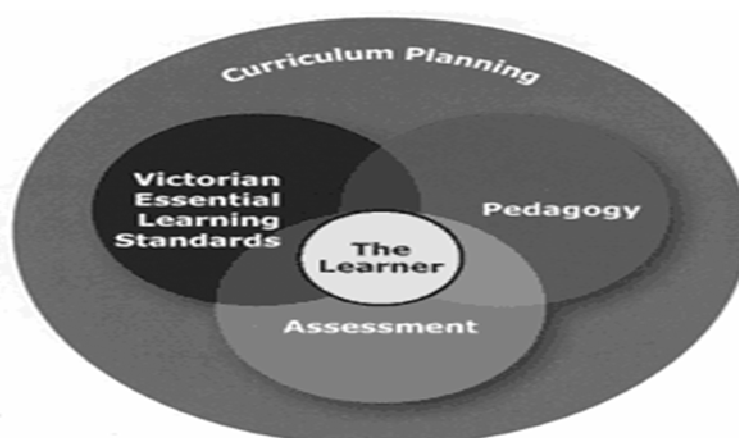 Curriculum Planning
Victorian
Essential
Learning
Standards
Pedagogy
The
Learner
Assessment